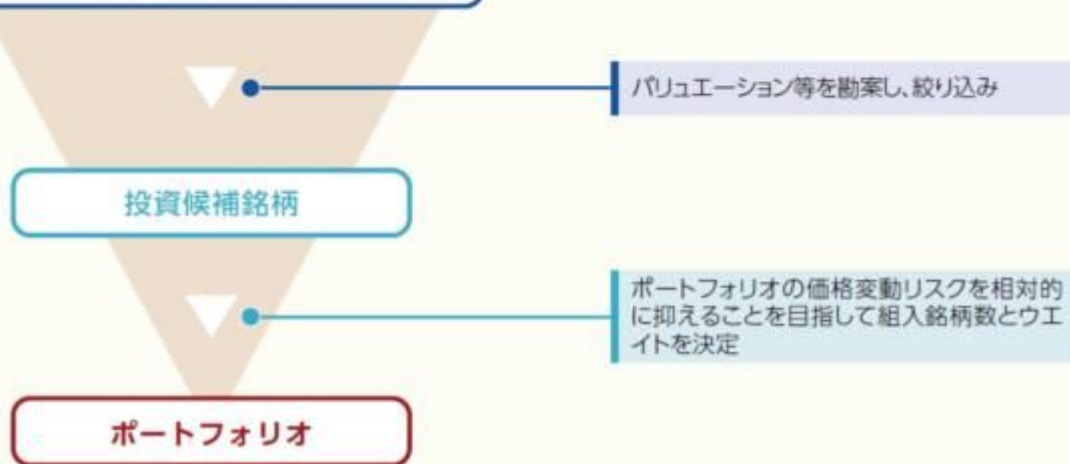 バリュエーション等を勘案し、絞り込み
投資候補銘柄
ポートフォリオの価格変動リスクを相対的
に抑えることを目指して組入銘柄数とウエ
イトを決定
ポートフォリオ